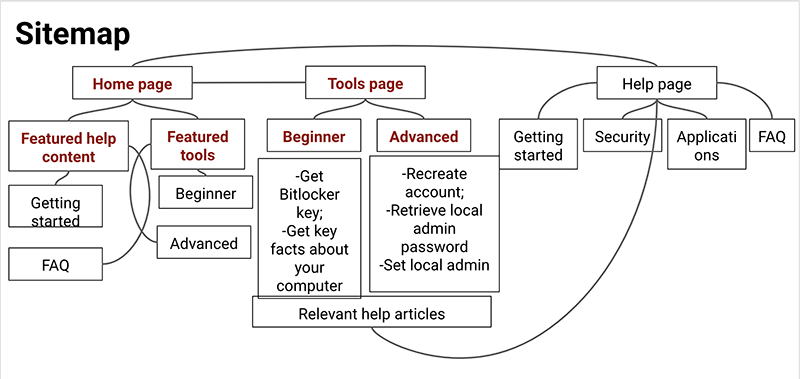 Sitemap
Home page
Tools page
Help page
Featured help
content
Featured
tools
Beginner
Advanced
Getting
started
Security
Applicati
ons
FAQ
Getting
started
Beginner
FAQ
Advanced
-Get
Bitlocker
key;
-Get key
facts about
your
computer
-Recreate
account;
-Retrieve local
admin
password
-Set local admin
Relevant help articles